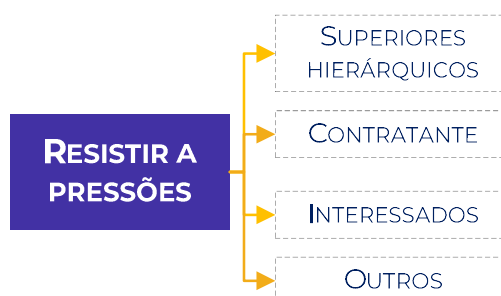 RESISTIR A
PRESSÕES
SUPERIORES
HIERÁRQUICOS
CONTRATANTE
INTERESSADOS
OUTROS